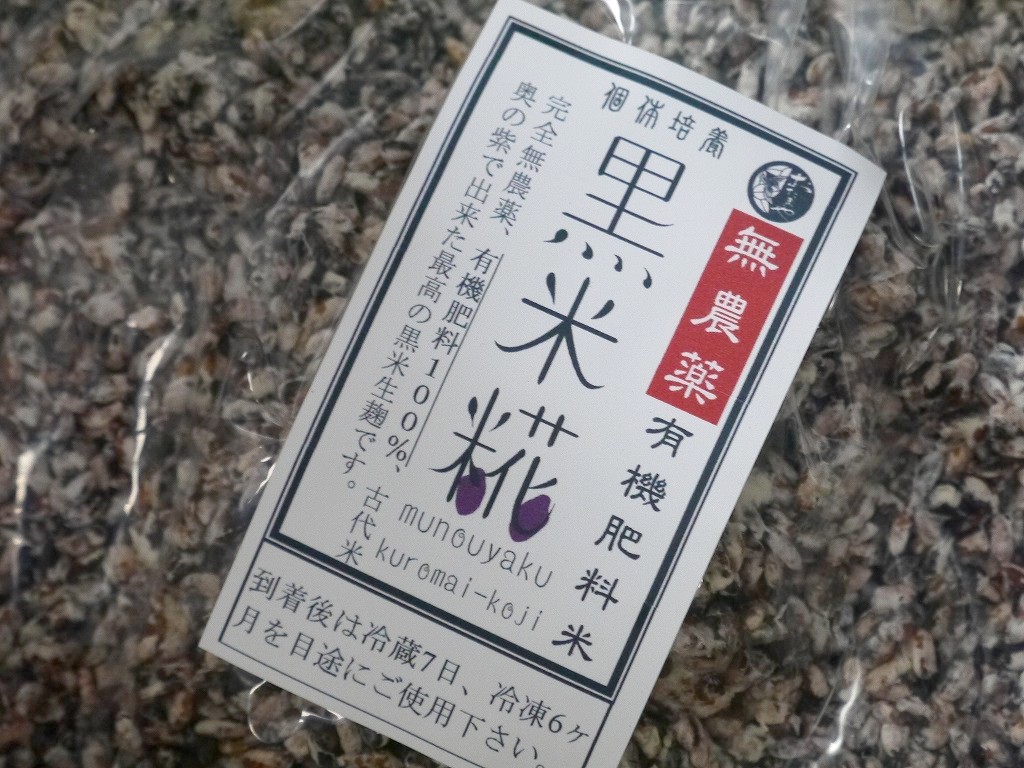 個体培養
無農薬
有機肥料米
黒米糀
完全無農薬、有機肥料100%、古代米
奥の紫で出来た最高の黒米生麹です。
munouyaku
kuromai-koji
到着後は冷蔵7日、冷凍6ヶ
月を目途にご使用下さい。